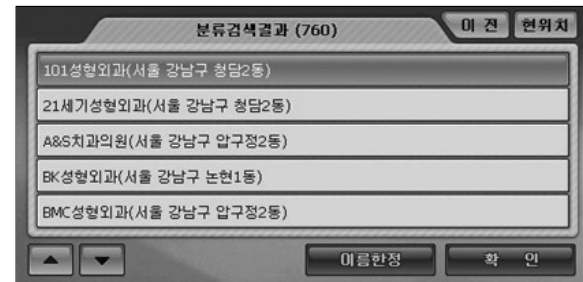 분류검색결과 (760)
이 전
현위치
101성형외과(서울 강남구 청담2동)
21세기성형외과(서울 강남구 청담2동)
A&S치과의원(서울 강남구 압구정2동)
BK성형외과(서울 강남구 논현1동)
BMC성형외과(서울 강남구 압구정2동)
이름한정
확 인